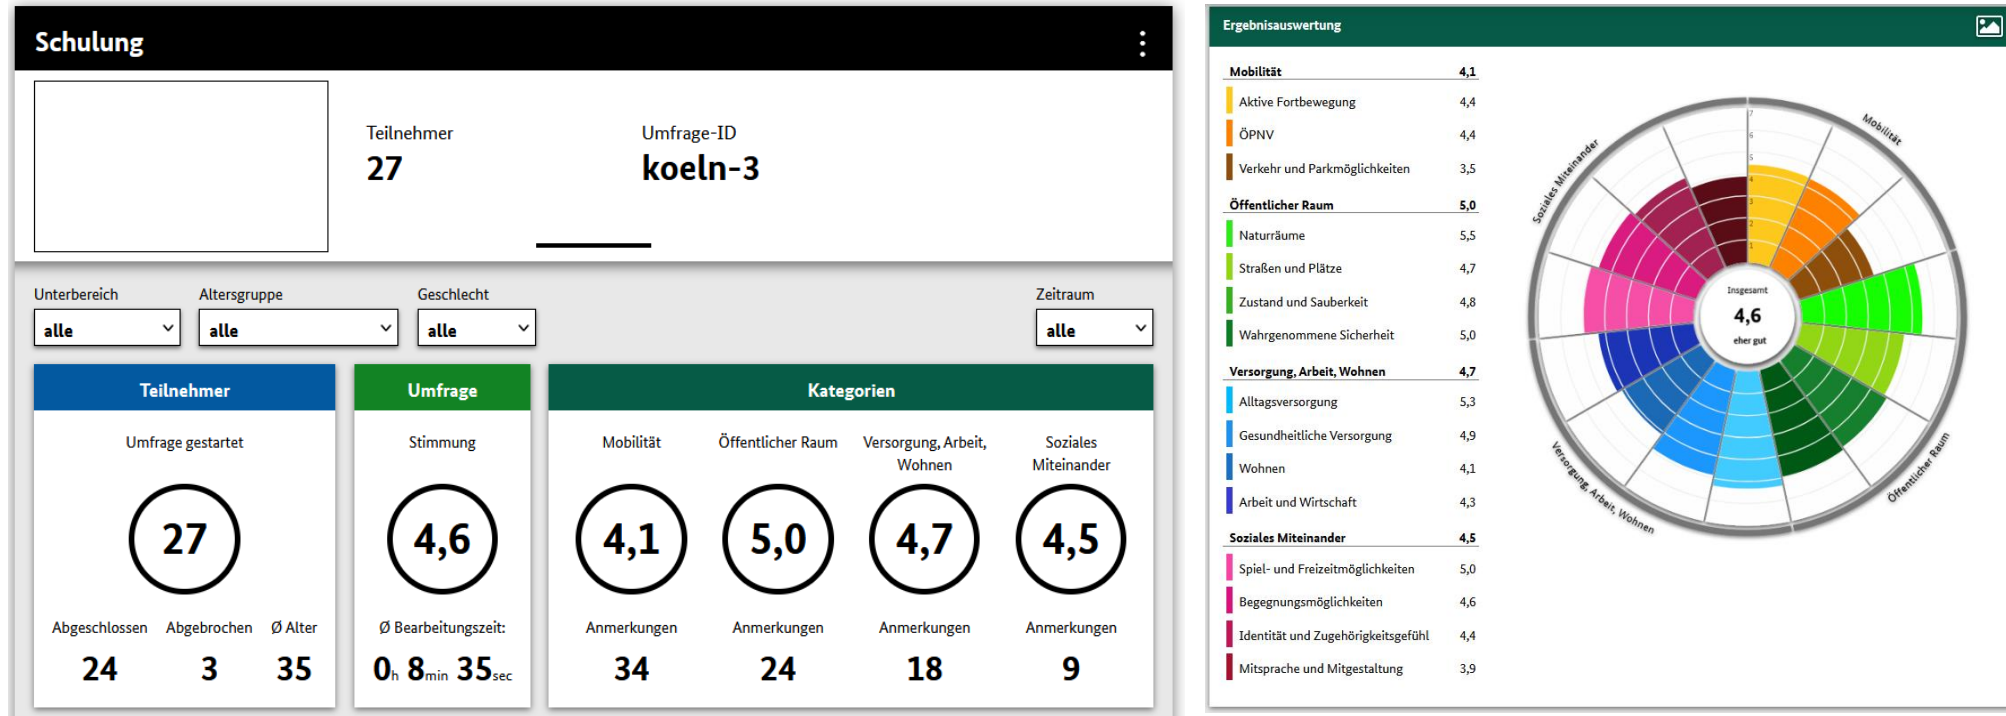 Schulung
Teilnehmer
27
Umfrage-ID
koeln-3
Unterbereich
alle
Altersgruppe
alle
Geschlecht
alle
Zeitraum
alle
Teilnehmer
Umfrage gestartet
27
Abgeschlossen Abgebrochen Ø Alter
24 3 35
Umfrage
Stimmung
4,6
Ø Bearbeitungszeit:
0h 8min 35sec
Kategorien
Mobilität
4,1
Anmerkungen
34
Öffentlicher Raum
5,0
Anmerkungen
24
Versorgung, Arbeit,
Wohnen
4,7
Anmerkungen
18
Soziales
Miteinander
4,5
Anmerkungen
9
Ergebnisauswertung
Mobilität 4,1
Aktive Fortbewegung 4,4
ÖPNV 4,4
Verkehr und Parkmöglichkeiten 3,5
Öffentlicher Raum 5,0
Naturräume 5,5
Straßen und Plätze 4,7
Zustand und Sauberkeit 4,8
Wahrgenommene Sicherheit 5,0
Versorgung, Arbeit, Wohnen 4,7
Alltagsversorgung 5,3
Gesundheitliche Versorgung 4,9
Wohnen 4,1
Arbeit und Wirtschaft 4,3
Soziales Miteinander 4,5
Spiel- und Freizeitmöglichkeiten 5,0
Begegnungsmöglichkeiten 4,6
Identität und Zugehörigkeitsgefühl 4,4
Mitsprache und Mitgestaltung 3,9
Soziales Miteinander
Mobilität
7
6
5
4
3
2
1
Insgesamt
4,6
eher gut
Versorgung, Arbeit, Wohnen
Öffentlicher Raum